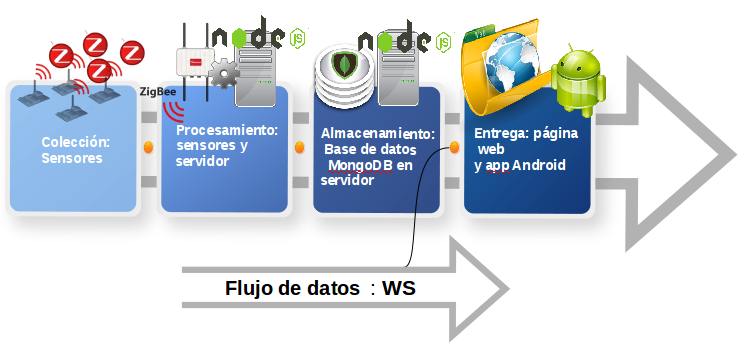 node JS
node JS
Z
Z
Z
Z
Z
ZigBee
Colección:
Sensores
Procesamiento:
sensores y
servidor
Almacenamiento:
Base de datos
MongoDB en
servidor
Entrega: página
web
y app Android
Flujo de datos : WS